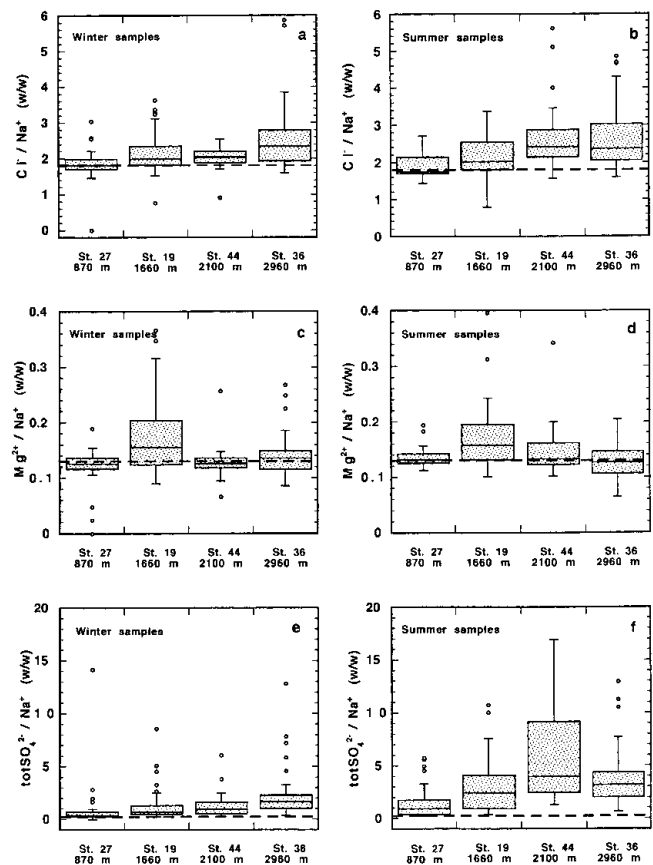 Winter samples
a
Cl⁻ / Na⁺ (w/w)
6
5
4
3
2
1
0
St. 27
870 m
St. 19
1660 m
St. 44
2100 m
St. 36
2960 m
Summer samples
b
Cl⁻ / Na⁺ (w/w)
6
5
4
3
2
1
0
St. 27
870 m
St. 19
1660 m
St. 44
2100 m
St. 36
2960 m
Winter samples
c
Mg²⁺ / Na⁺ (w/w)
0.4
0.3
0.2
0.1
0
St. 27
870 m
St. 19
1660 m
St. 44
2100 m
St. 36
2960 m
Summer samples
d
Mg²⁺ / Na⁺ (w/w)
0.4
0.3
0.2
0.1
0
St. 27
870 m
St. 19
1660 m
St. 44
2100 m
St. 36
2960 m
Winter samples
e
totSO₄²⁻ / Na⁺ (w/w)
20
15
10
5
0
St. 27
870 m
St. 19
1660 m
St. 44
2100 m
St. 36
2960 m
Summer samples
f
totSO₄²⁻ / Na⁺ (w/w)
20
15
10
5
0
St. 27
870 m
St. 19
1660 m
St. 44
2100 m
St. 36
2960 m